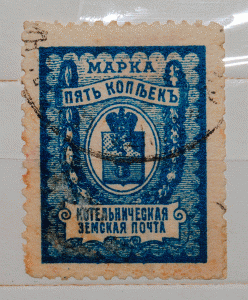 МАРКА
ПЯТЬ КОПѢЕКЪ
КОТЕЛЬНИЧЕСКАЯ
ЗЕМСКАЯ ПОЧТА